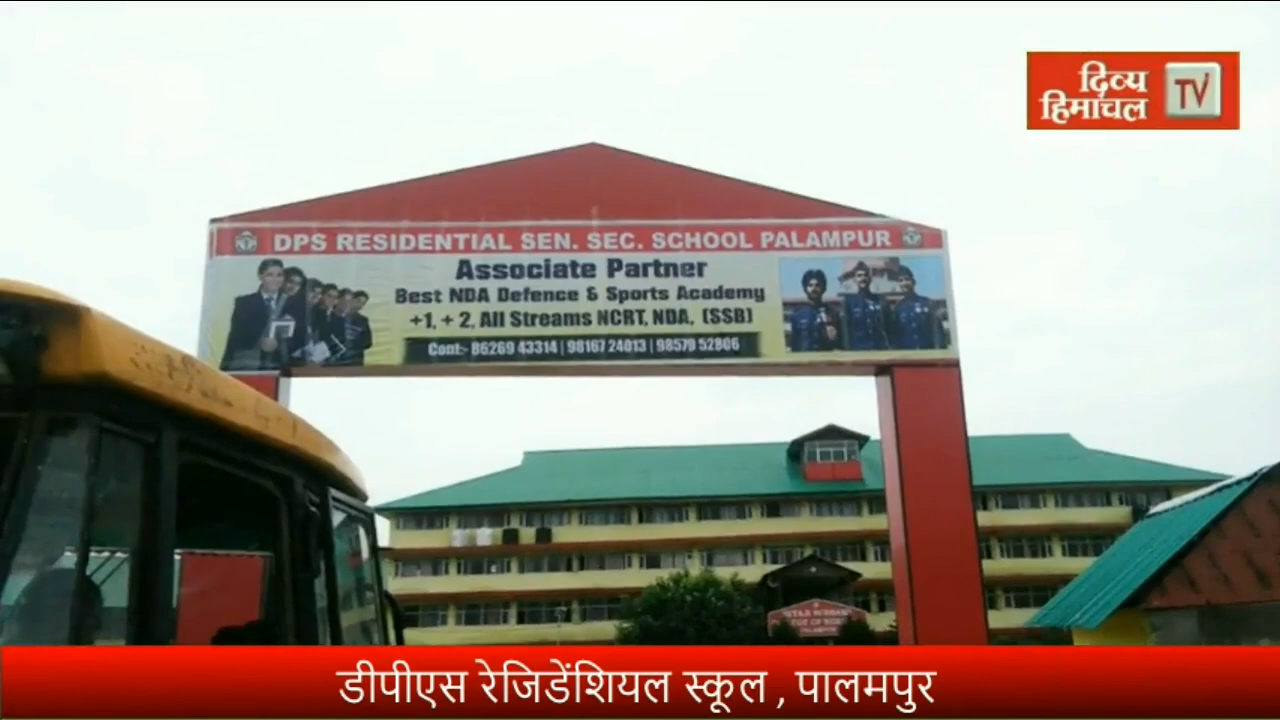 दिव्य
हिमाचल
TV
DPS RESIDENTIAL SEN. SEC. SCHOOL PALAMPUR
Associate Partner
Best NDA Defence & Sports Academy
+1, + 2, All Streams NCRT, NDA, (SSB)
Cont:- 86269 43314 | 98167 24013 | 98579 52806
PALAMPUR
डीपीएस रेजिडेंशियल स्कूल , पालमपुर